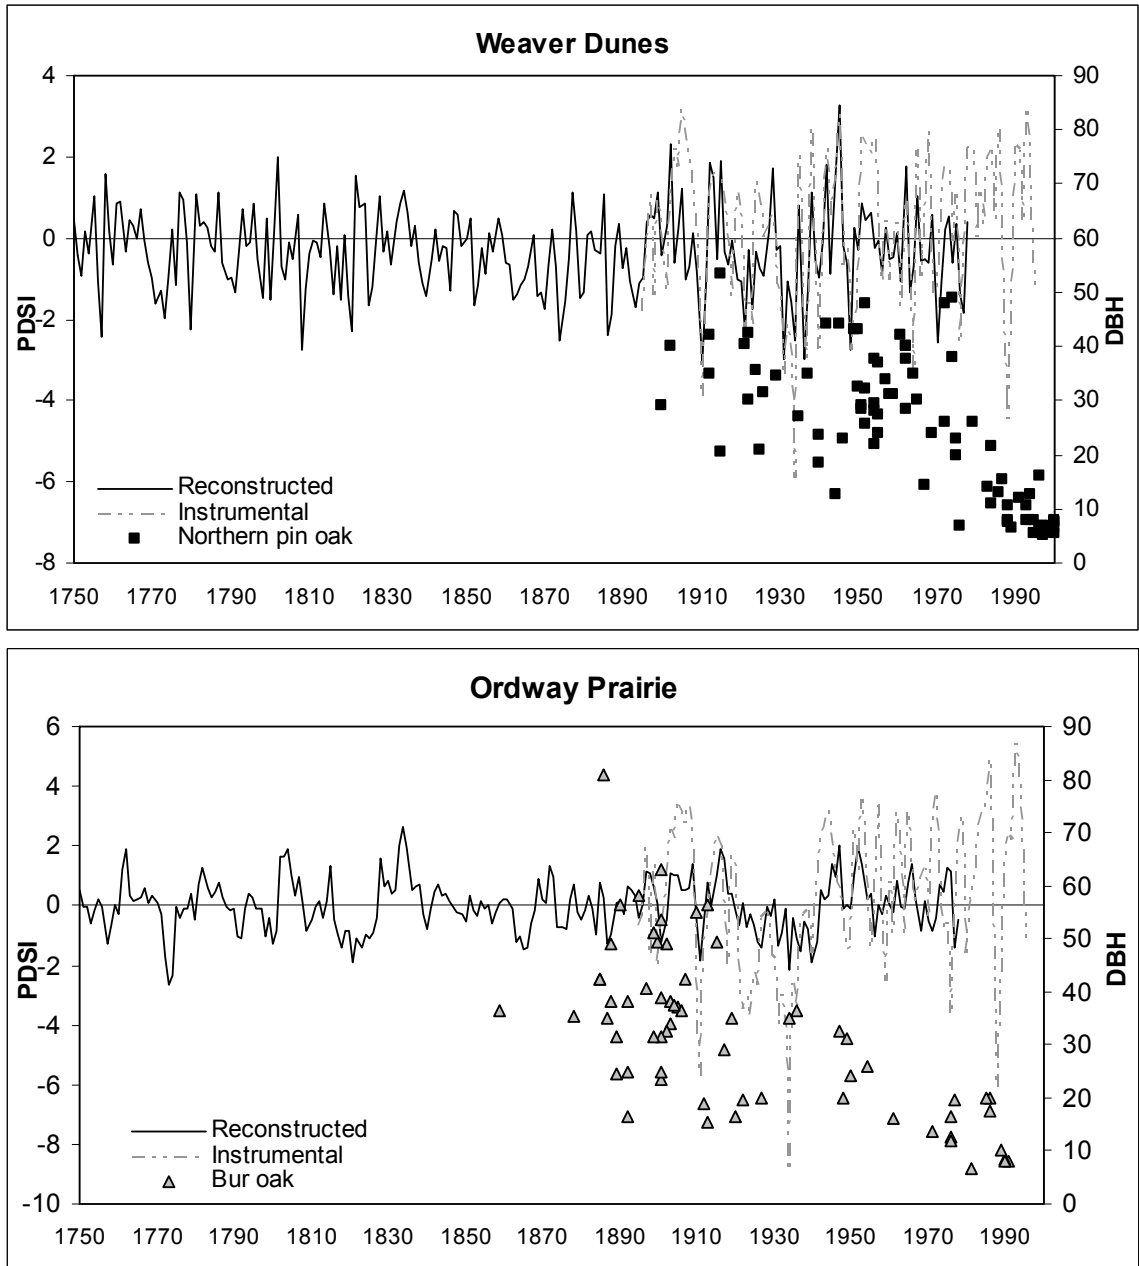 Weaver Dunes
4 90
80
2 70
0 60
50
-2 40
-4 30
20
-6 10
-8 0
PDSI
DBH
Reconstructed
Instrumental
Northern pin oak
1750 1770 1790 1810 1830 1850 1870 1890 1910 1930 1950 1970 1990
Ordway Prairie
6 90
4 80
70
2 60
0 50
-2 40
-4 30
-6 20
-8 10
-10 0
PDSI
DBH
Reconstructed
Instrumental
Bur oak
1750 1770 1790 1810 1830 1850 1870 1890 1910 1930 1950 1970 1990